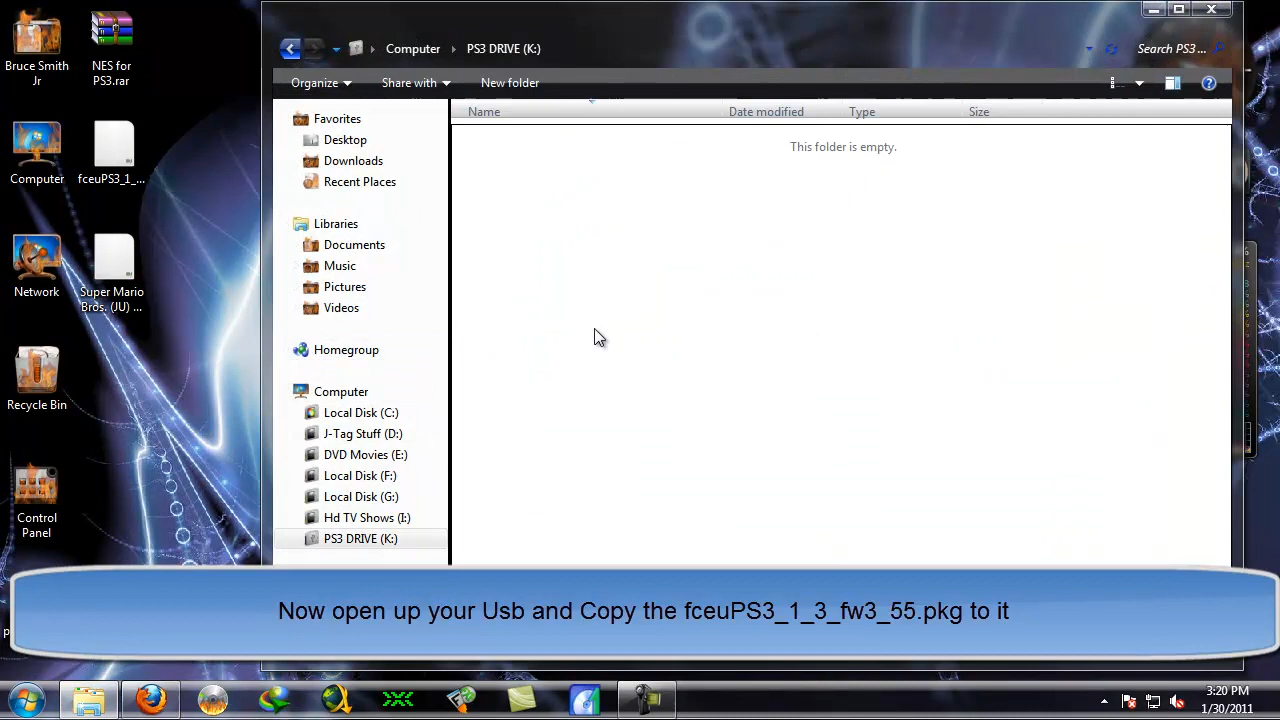 Bruce Smith
Jr
NES for
PS3.rar
Computer
fceuPS3_1_...
Network
Super Mario
Bros. (JU) ...
Recycle Bin
Control
Panel
Computer
PS3 DRIVE (K:)
Search PS3 ...
Organize
Share with
New folder
Name
Date modified
Type
Size
This folder is empty.
Favorites
Desktop
Downloads
Recent Places
Libraries
Documents
Music
Pictures
Videos
Homegroup
Computer
Local Disk (C:)
J-Tag Stuff (D:)
DVD Movies (E:)
Local Disk (F:)
Local Disk (G:)
Hd TV Shows (I:)
PS3 DRIVE (K:)
Now open up your Usb and Copy the fceuPS3_1_3_fw3_55.pkg to it
3:20 PM
1/30/2011